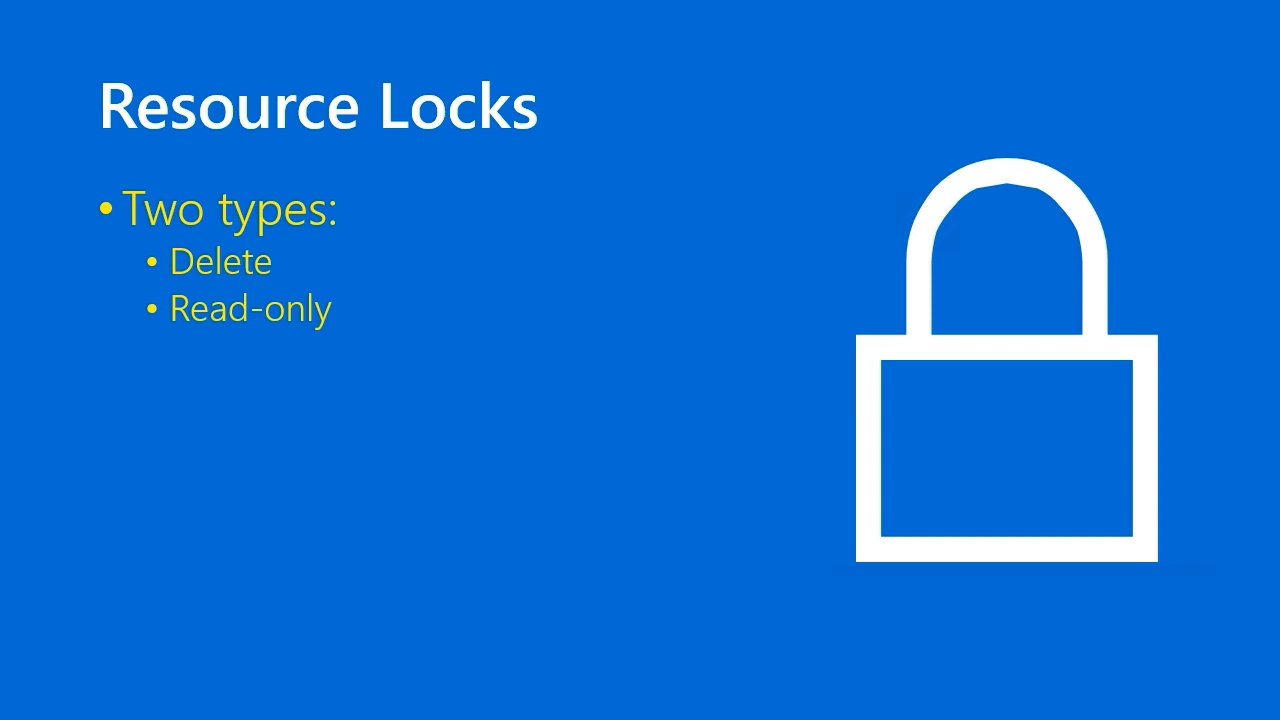 Resource Locks
• Two types:
• Delete
• Read-only